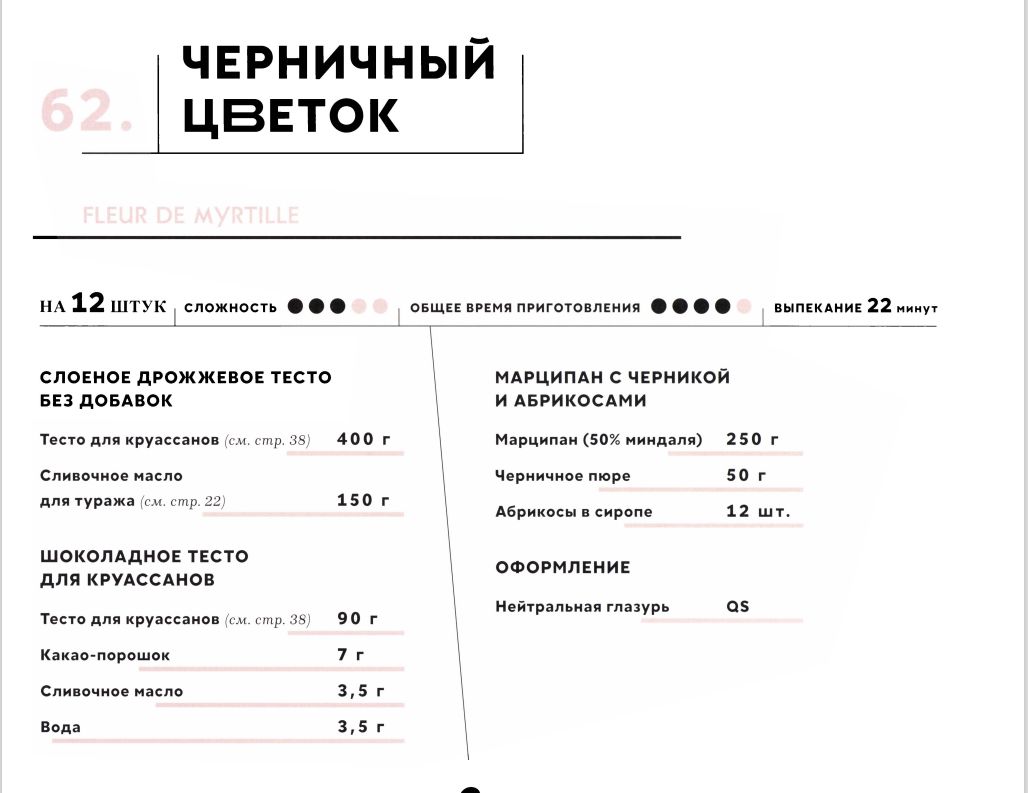 62.
ЧЕРНИЧНЫЙ
ЦВЕТОК
FLEUR DE MYRTILLE
НА 12 ШТУК
СЛОЖНОСТЬ
ОБЩЕЕ ВРЕМЯ ПРИГОТОВЛЕНИЯ
ВЫПЕКАНИЕ 22 минут
СЛОЕНОЕ ДРОЖЖЕВОЕ ТЕСТО
БЕЗ ДОБАВОК
Тесто для круассанов (см. стр. 38) 400 г
Сливочное масло
для туража (см. стр. 22) 150 г
ШОКОЛАДНОЕ ТЕСТО
ДЛЯ КРУАССАНОВ
Тесто для круассанов (см. стр. 38) 90 г
Какао-порошок 7 г
Сливочное масло 3,5 г
Вода 3,5 г
МАРЦИПАН С ЧЕРНИКОЙ
И АБРИКОСАМИ
Марципан (50% миндаля) 250 г
Черничное пюре 50 г
Абрикосы в сиропе 12 шт.
ОФОРМЛЕНИЕ
Нейтральная глазурь QS